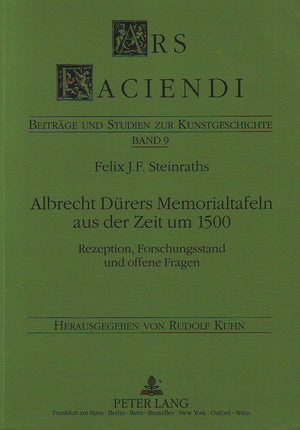 ARS
FACIENDI
BEITRÄGE UND STUDIEN ZUR KUNSTGESCHICHTE
BAND 9
Felix J.F. Steinraths
Albrecht Dürers Memorialtafeln
aus der Zeit um 1500
Rezeption, Forschungsstand
und offene Fragen
HERAUSGEGEBEN VON RUDOLF KUHN
PETER LANG
Frankfurt am Main · Berlin · Bern · Bruxelles · New York · Oxford · Wien